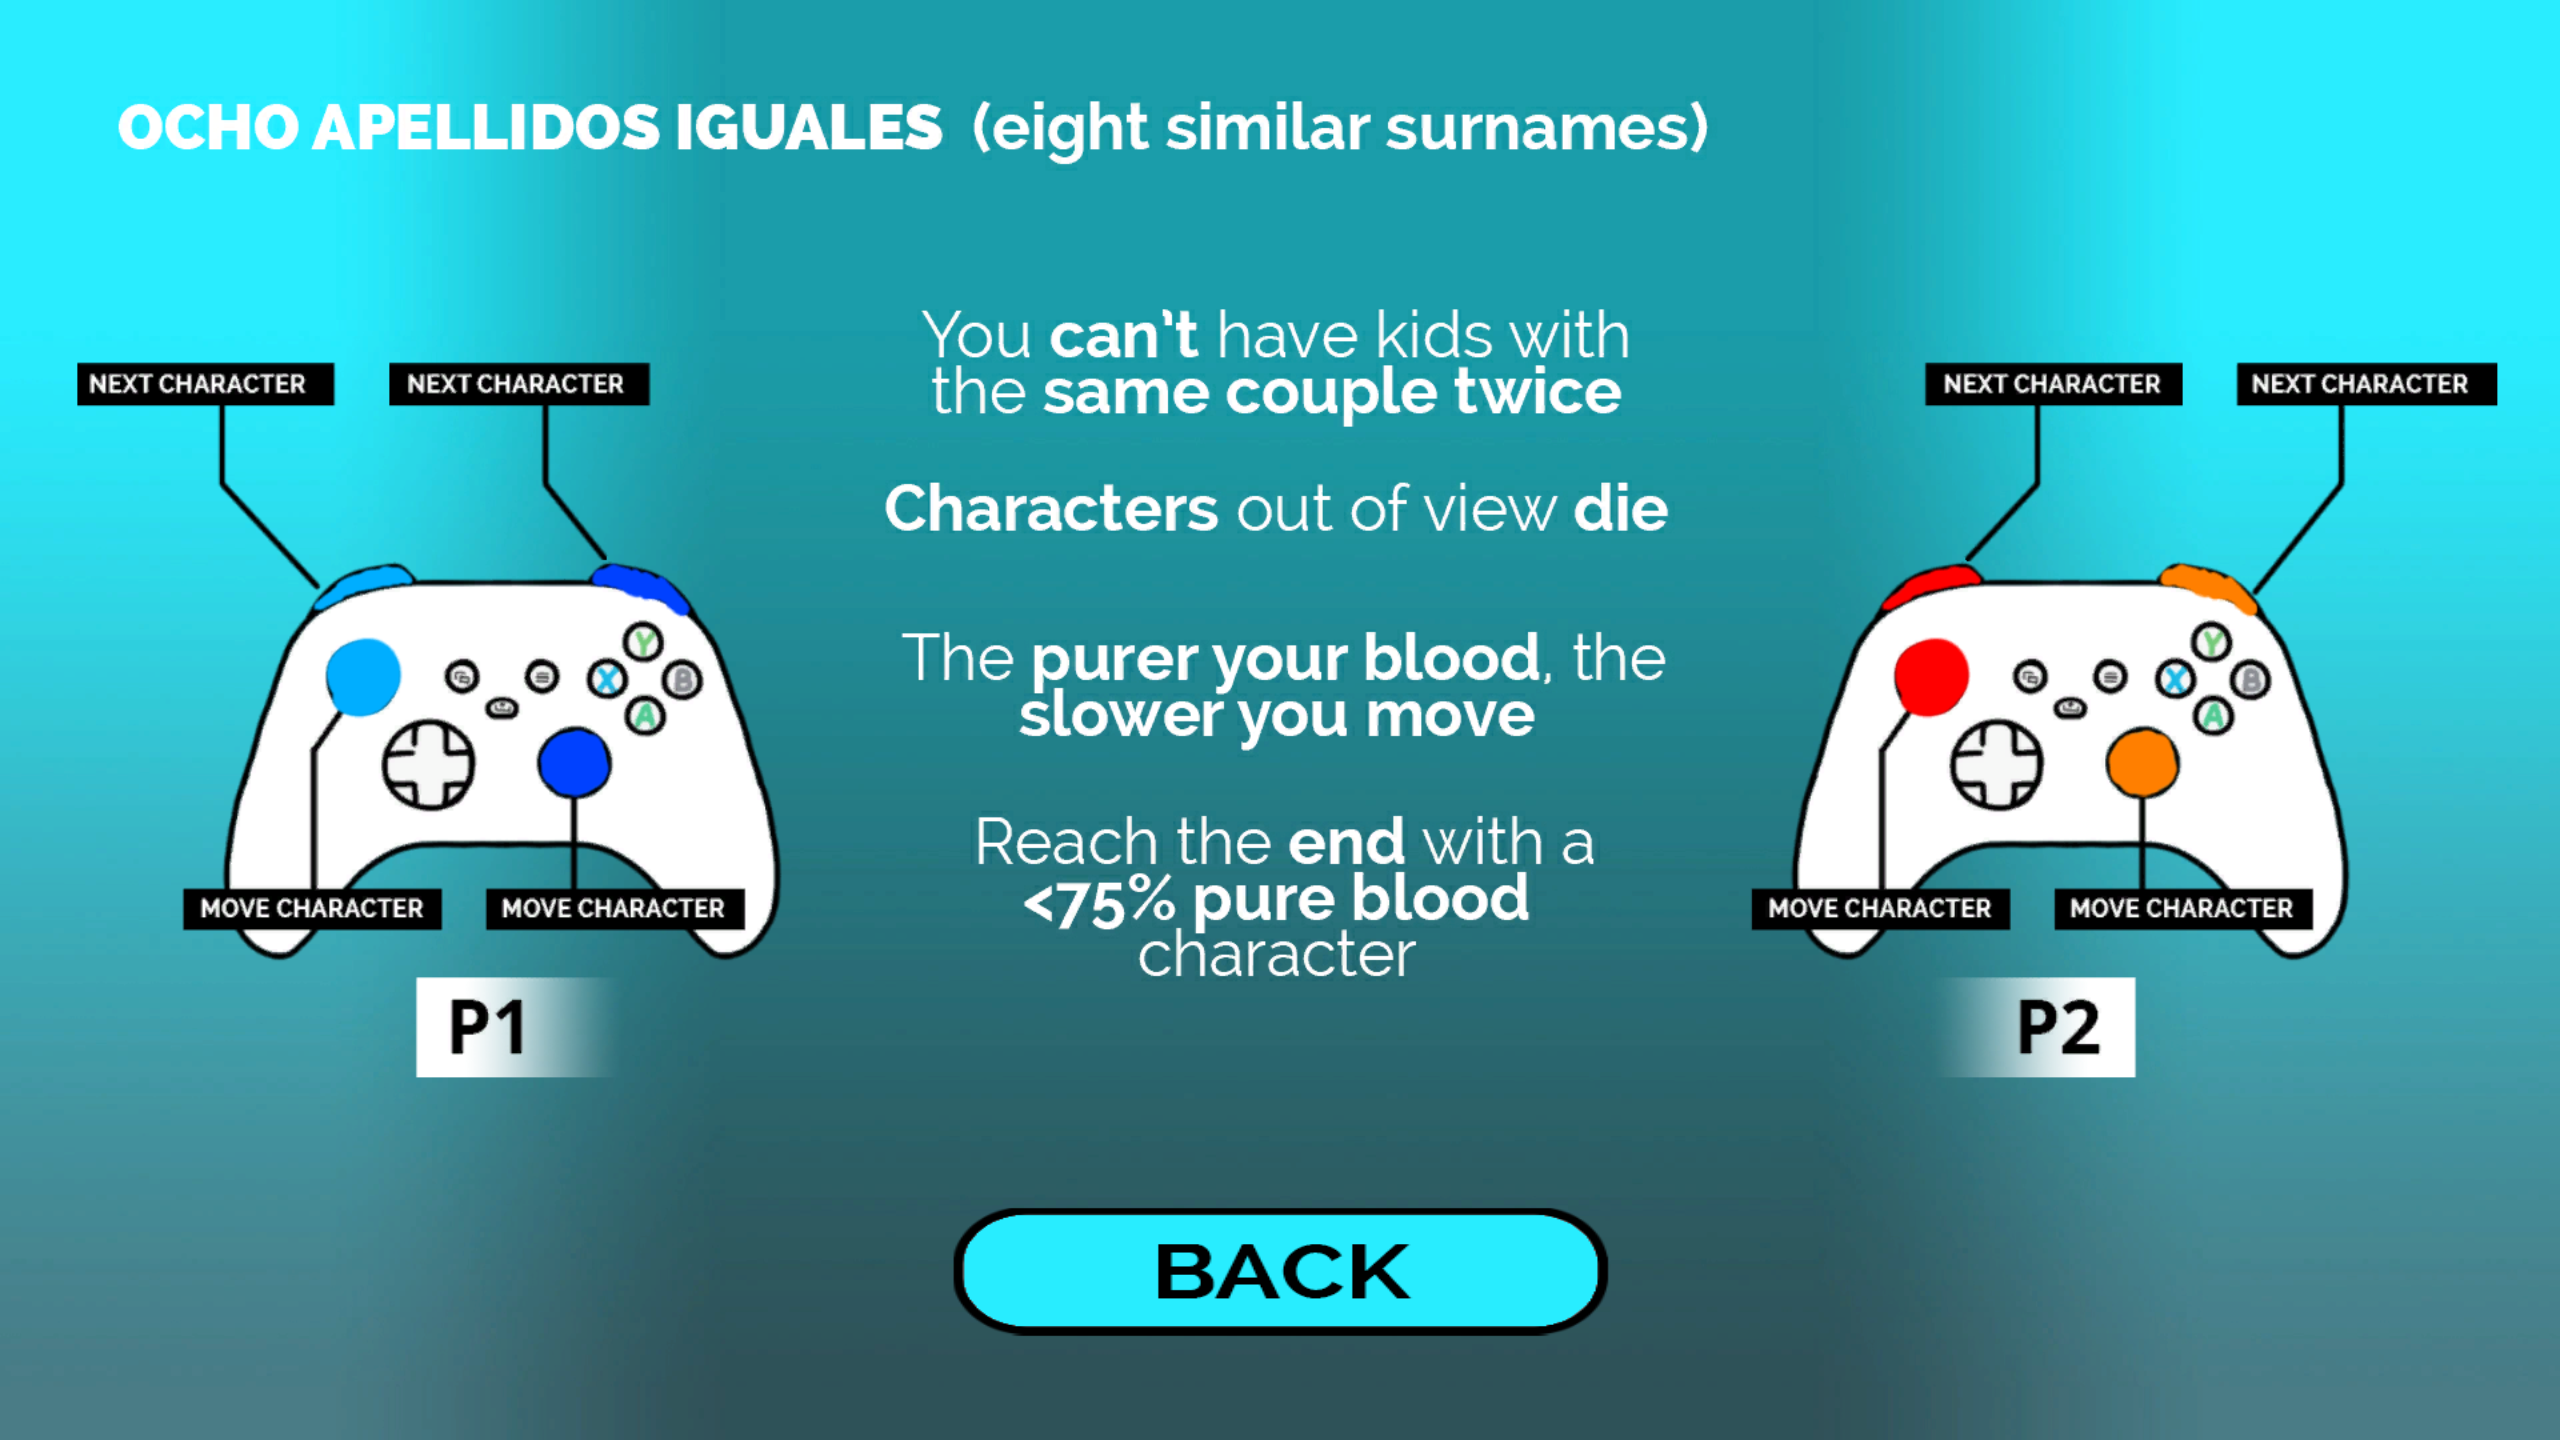 OCHO APELLIDOS IGUALES (eight similar surnames)
NEXT CHARACTER
NEXT CHARACTER
Y
X
B
A
MOVE CHARACTER
MOVE CHARACTER
P1
You can't have kids with
the same couple twice
Characters out of view die
The purer your blood, the
slower you move
Reach the end with a
<75% pure blood
character
NEXT CHARACTER
NEXT CHARACTER
Y
X
B
A
MOVE CHARACTER
MOVE CHARACTER
P2
BACK